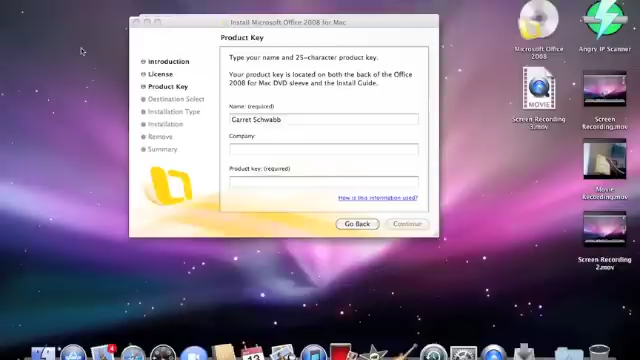 Install Microsoft Office 2008 for Mac
Product Key
Introduction
License
Product Key
Destination Select
Installation Type
Installation
Remove
Summary
Type your name and 25-character product key.
Your product key is located on both the back of the Office
2008 for Mac DVD sleeve and the Install Guide.
Name: (required)
Garret Schwabb
Company:
Product key: (required)
How is this information used?
Go Back
Continue
Microsoft Office
2008
Angry IP Scanner
MOVIE
Screen Recording
3.mov
Screen
Recording.mov
Movie
Recording.mov
Screen Recording
2.mov
4
13